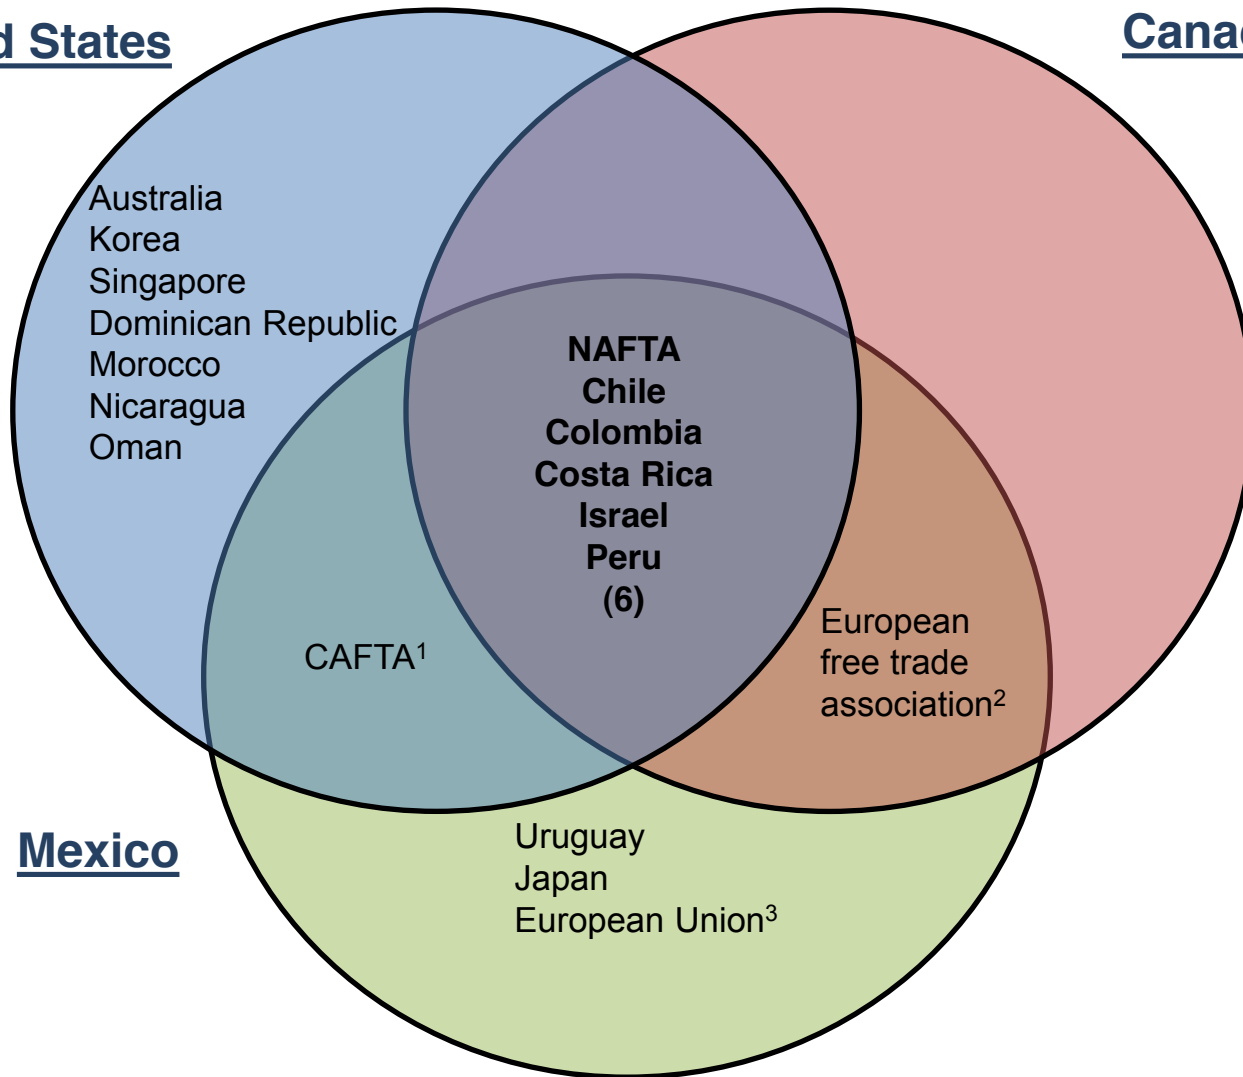 d States
Canad
Australia
Korea
Singapore
Dominican Republic
Morocco
Nicaragua
Oman
NAFTA
Chile
Colombia
Costa Rica
Israel
Peru
(6)
CAFTA¹
European
free trade
association²
Mexico
Uruguay
Japan
European Union³